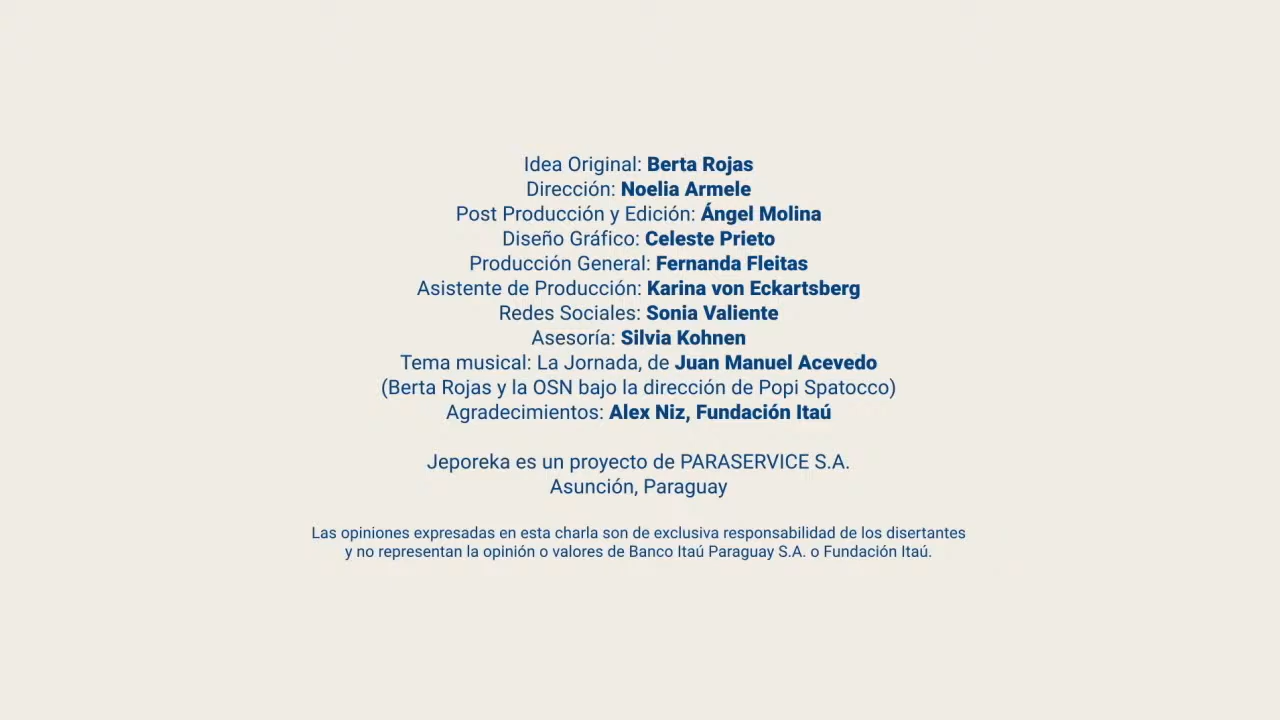 Idea Original: Berta Rojas
Dirección: Noelia Armele
Post Producción y Edición: Ángel Molina
Diseño Gráfico: Celeste Prieto
Producción General: Fernanda Fleitas
Asistente de Producción: Karina von Eckartsberg
Redes Sociales: Sonia Valiente
Asesoría: Silvia Kohnen
Tema musical: La Jornada, de Juan Manuel Acevedo
(Berta Rojas y la OSN bajo la dirección de Popi Spatocco)
Agradecimientos: Alex Niz, Fundación Itaú
Jeporeka es un proyecto de PARASERVICE S.A.
Asunción, Paraguay
Las opiniones expresadas en esta charla son de exclusiva responsabilidad de los disertantes
y no representan la opinión o valores de Banco Itaú Paraguay S.A. o Fundación Itaú.